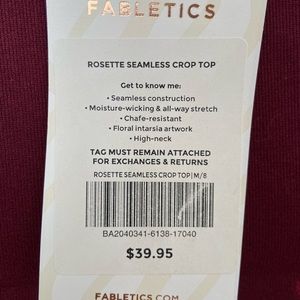 FABLETICS
ROSETTE SEAMLESS CROP TOP
Get to know me:
• Seamless construction
• Moisture-wicking & all-way stretch
• Chafe-resistant
• Floral intarsia artwork
• High-neck
TAG MUST REMAIN ATTACHED
FOR EXCHANGES & RETURNS
ROSETTE SEAMLESS CROP TOP|M/8
BA2040341-6138-17040
$39.95
FABLETICS.COM